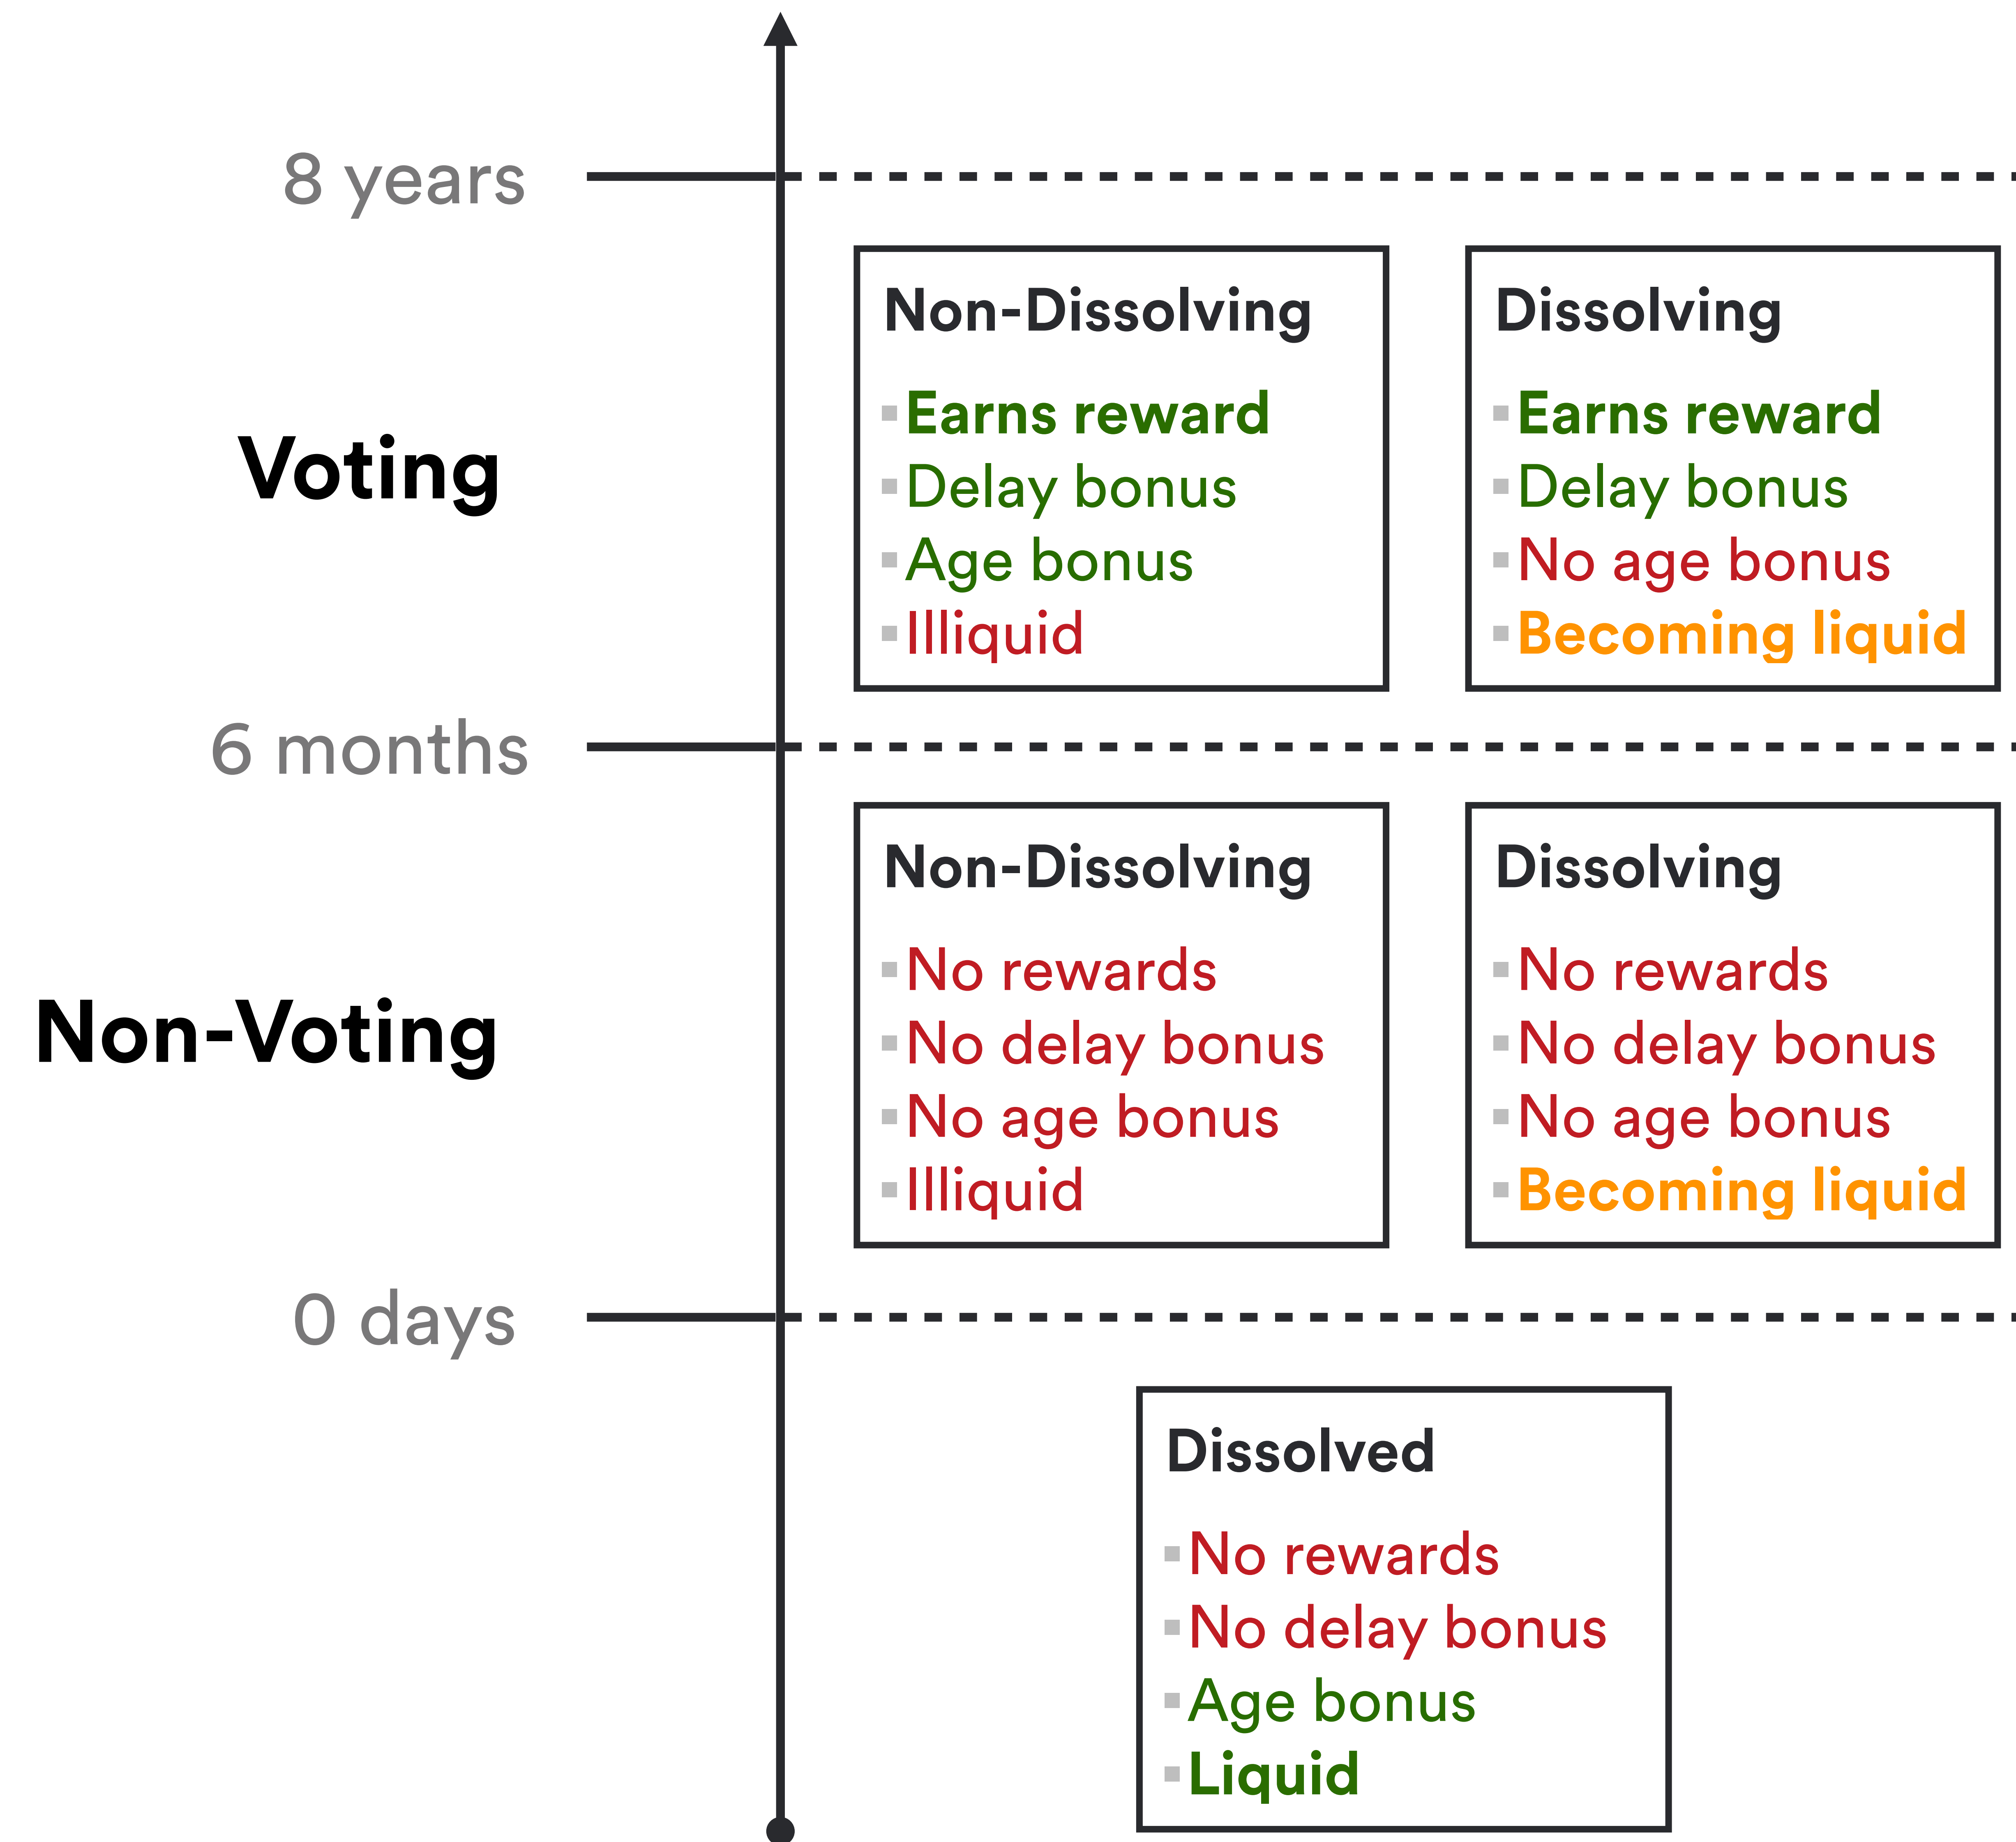 8 years
Voting
Non-Dissolving
Earns reward
Delay bonus
Age bonus
Illiquid
Dissolving
Earns reward
Delay bonus
No age bonus
Becoming liquid
6 months
Non-Voting
Non-Dissolving
No rewards
No delay bonus
No age bonus
Illiquid
Dissolving
No rewards
No delay bonus
No age bonus
Becoming liquid
0 days
Dissolved
No rewards
No delay bonus
Age bonus
Liquid